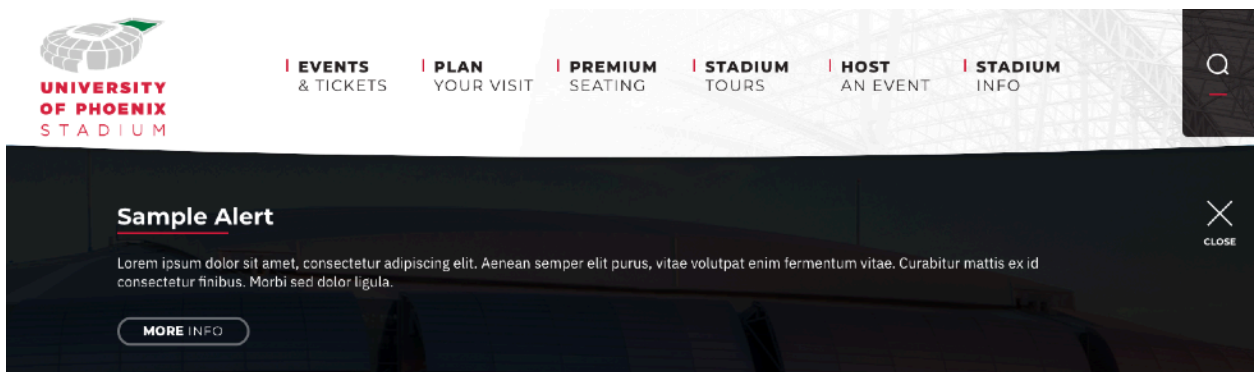 UNIVERSITY
OF PHOENIX
STADIUM
EVENTS
& TICKETS
PLAN
YOUR VISIT
PREMIUM
SEATING
STADIUM
TOURS
HOST
AN EVENT
STADIUM
INFO
Sample Alert
CLOSE
Lorem ipsum dolor sit amet, consectetur adipiscing elit. Aenean semper elit purus, vitae volutpat enim fermentum vitae. Curabitur mattis ex id
consectetur finibus. Morbi sed dolor ligula.
MORE INFO